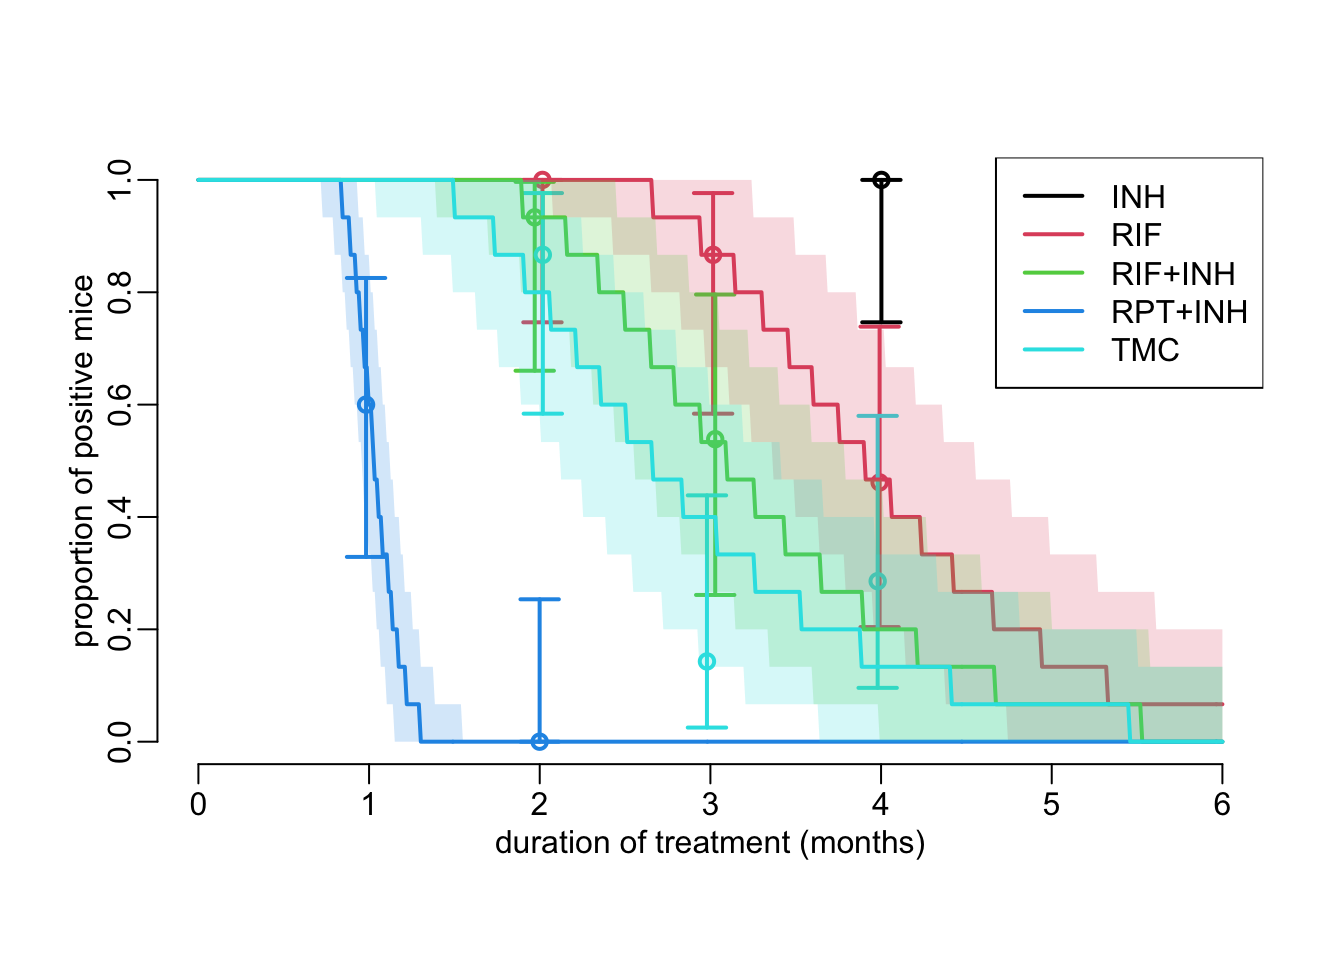 proportion of positive mice
1.0
0.8
0.6
0.4
0.2
0.0
INH
RIF
RIF+INH
RPT+INH
TMC
0 1 2 3 4 5 6
duration of treatment (months)